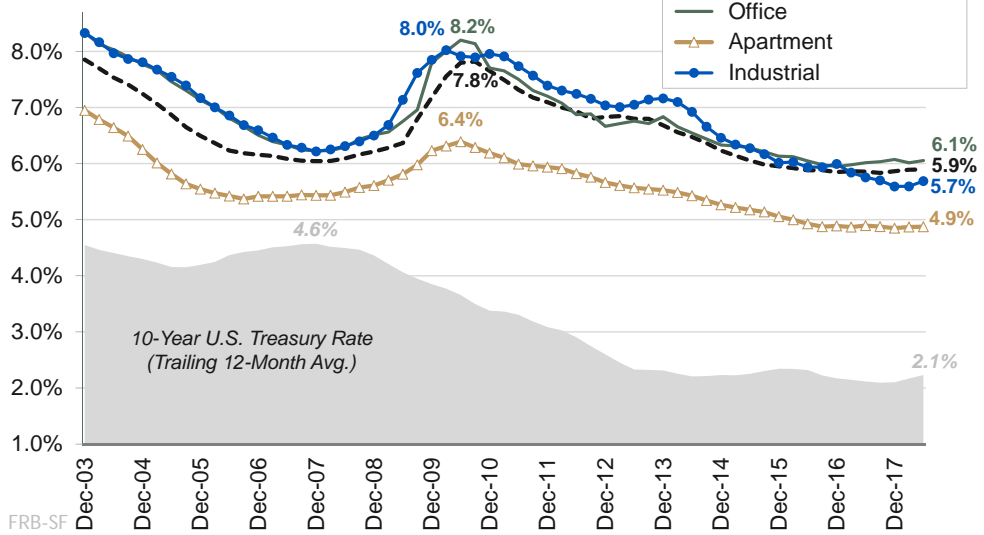 Office
Apartment
Industrial
8.0%
7.0%
6.0%
5.0%
4.0%
3.0%
2.0%
1.0%
8.0%
8.2%
7.8%
6.4%
6.1%
5.9%
5.7%
4.9%
4.6%
2.1%
10-Year U.S. Treasury Rate
(Trailing 12-Month Avg.)
Dec-03
Dec-04
Dec-05
Dec-06
Dec-07
Dec-08
Dec-09
Dec-10
Dec-11
Dec-12
Dec-13
Dec-14
Dec-15
Dec-16
Dec-17
FRB-SF